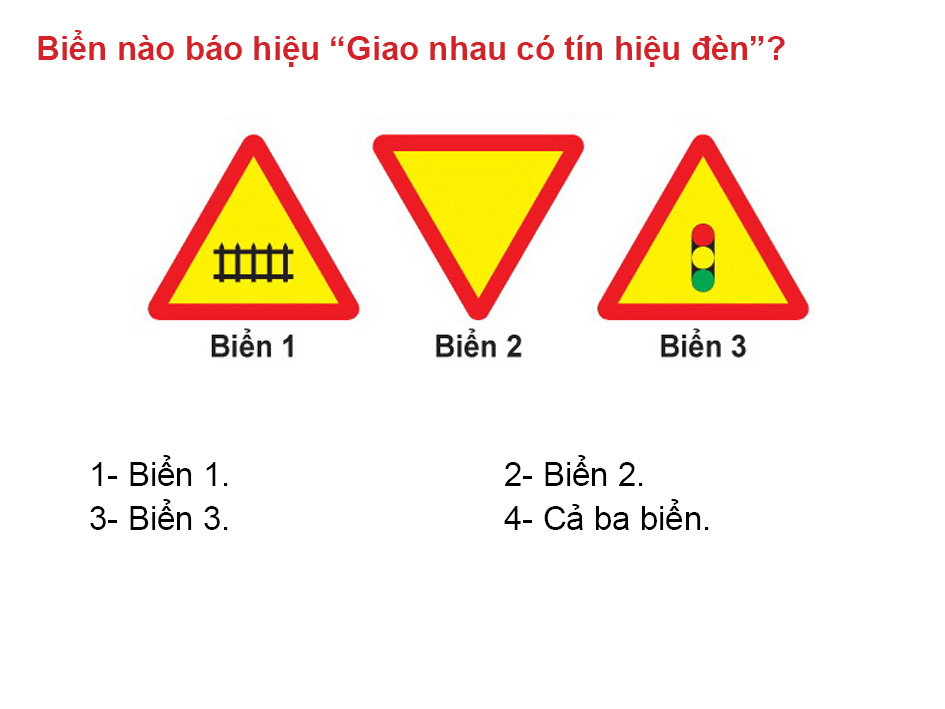 Biển nào báo hiệu “Giao nhau có tín hiệu đèn”?
Biển 1 Biển 2 Biển 3
1- Biển 1. 2- Biển 2.
3- Biển 3. 4- Cả ba biển.